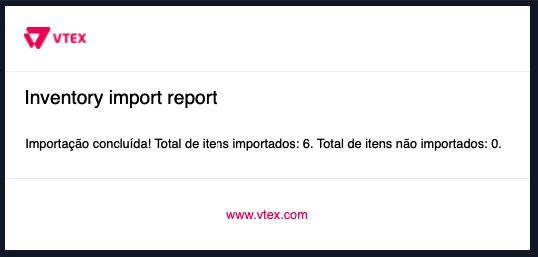 VTEX
Inventory import report
Importação concluída! Total de itens importados: 6. Total de itens não importados: 0.
www.vtex.com